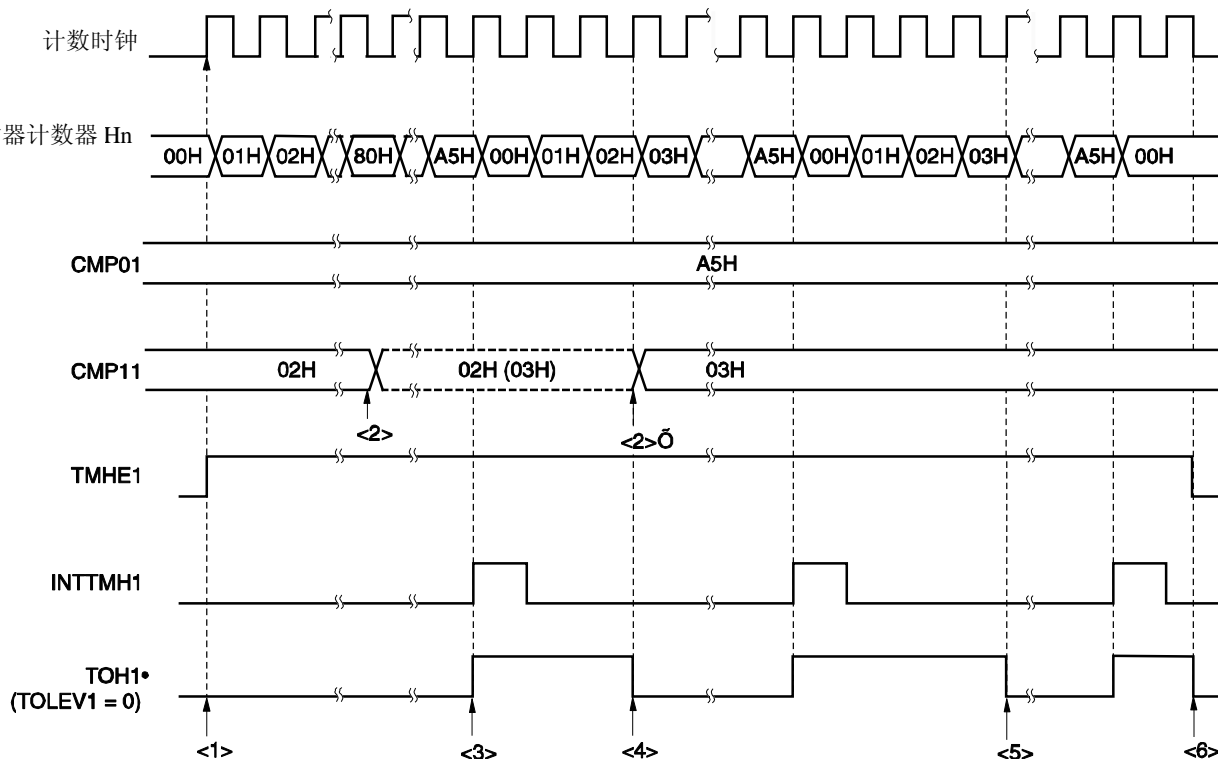 计数时钟
器计数器 Hn
00H 01H 02H 80H A5H 00H 01H 02H 03H A5H 00H 01H 02H 03H A5H 00H
CMP01 A5H
CMP11 02H 02H (03H) 03H
<2> <2>Õ
TMHE1
INTTMH1
TOH1•
(TOLEV1 = 0)
<1> <3> <4> <5> <6>